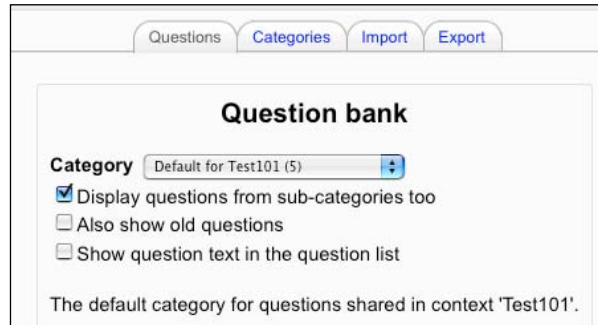 Questions Categories Import Export
Question bank
Category Default for Test101 (5)
Display questions from sub-categories too
Also show old questions
Show question text in the question list
The default category for questions shared in context 'Test101'.